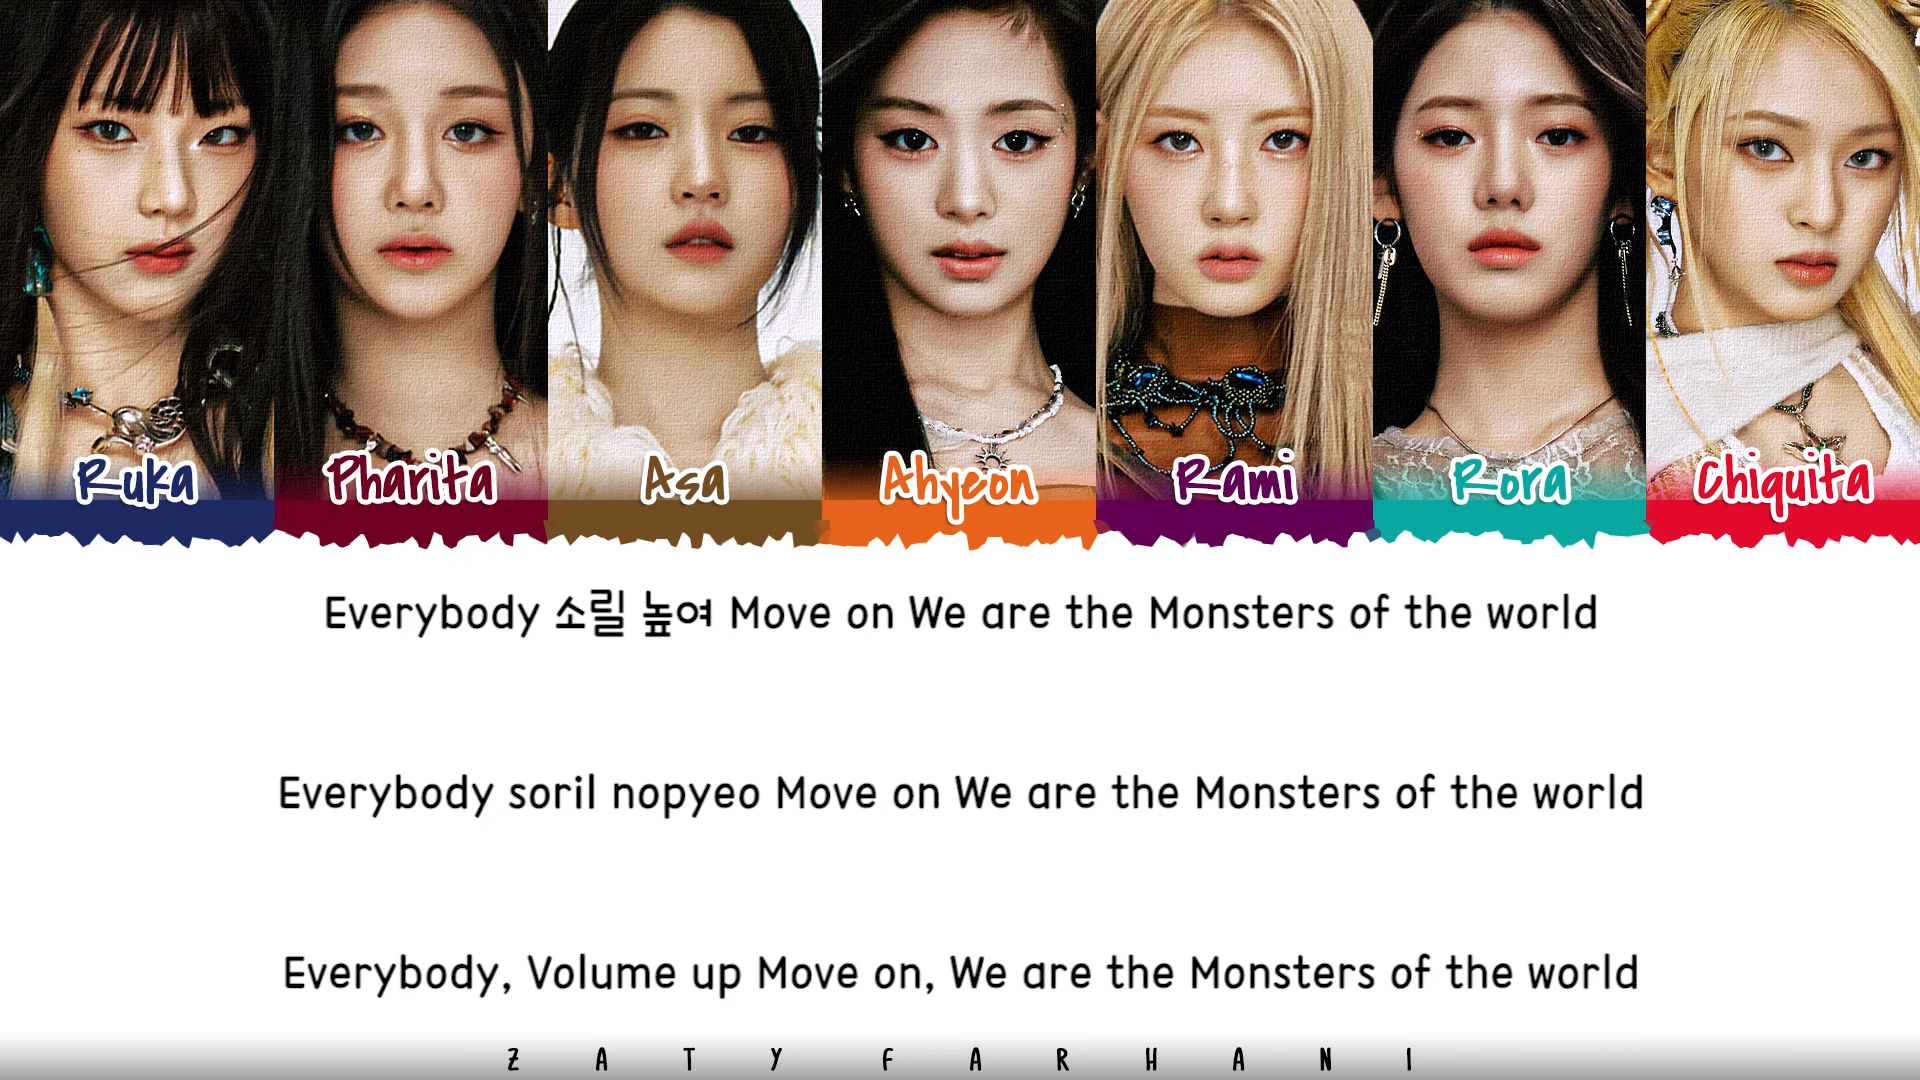 Ruka Pharita Asa Ahyeon Rami Rora Chiquita
Everybody 소릴 높여 Move on We are the Monsters of the world
Everybody soril nopyeo Move on We are the Monsters of the world
Everybody, Volume up Move on, We are the Monsters of the world
ZATY FARHANI